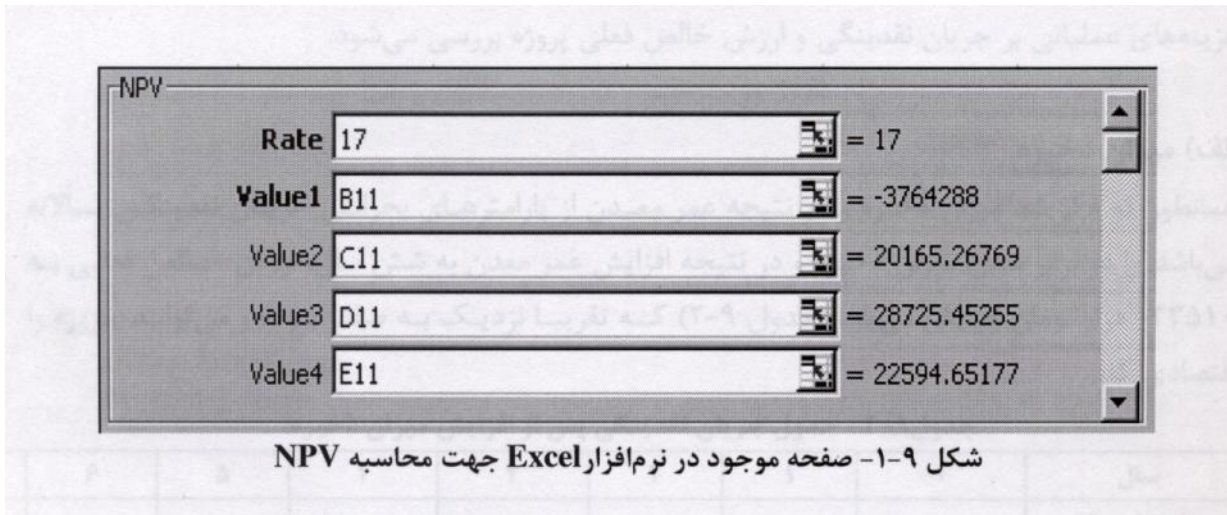 NPV
Rate 17 = 17
Value1 B11 = -3764288
Value2 C11 = 20165.26769
Value3 D11 = 28725.45255
Value4 E11 = 22594.65177
شکل ۹-۱- صفحه موجود در نرم‌افزار Excel جهت محاسبه NPV